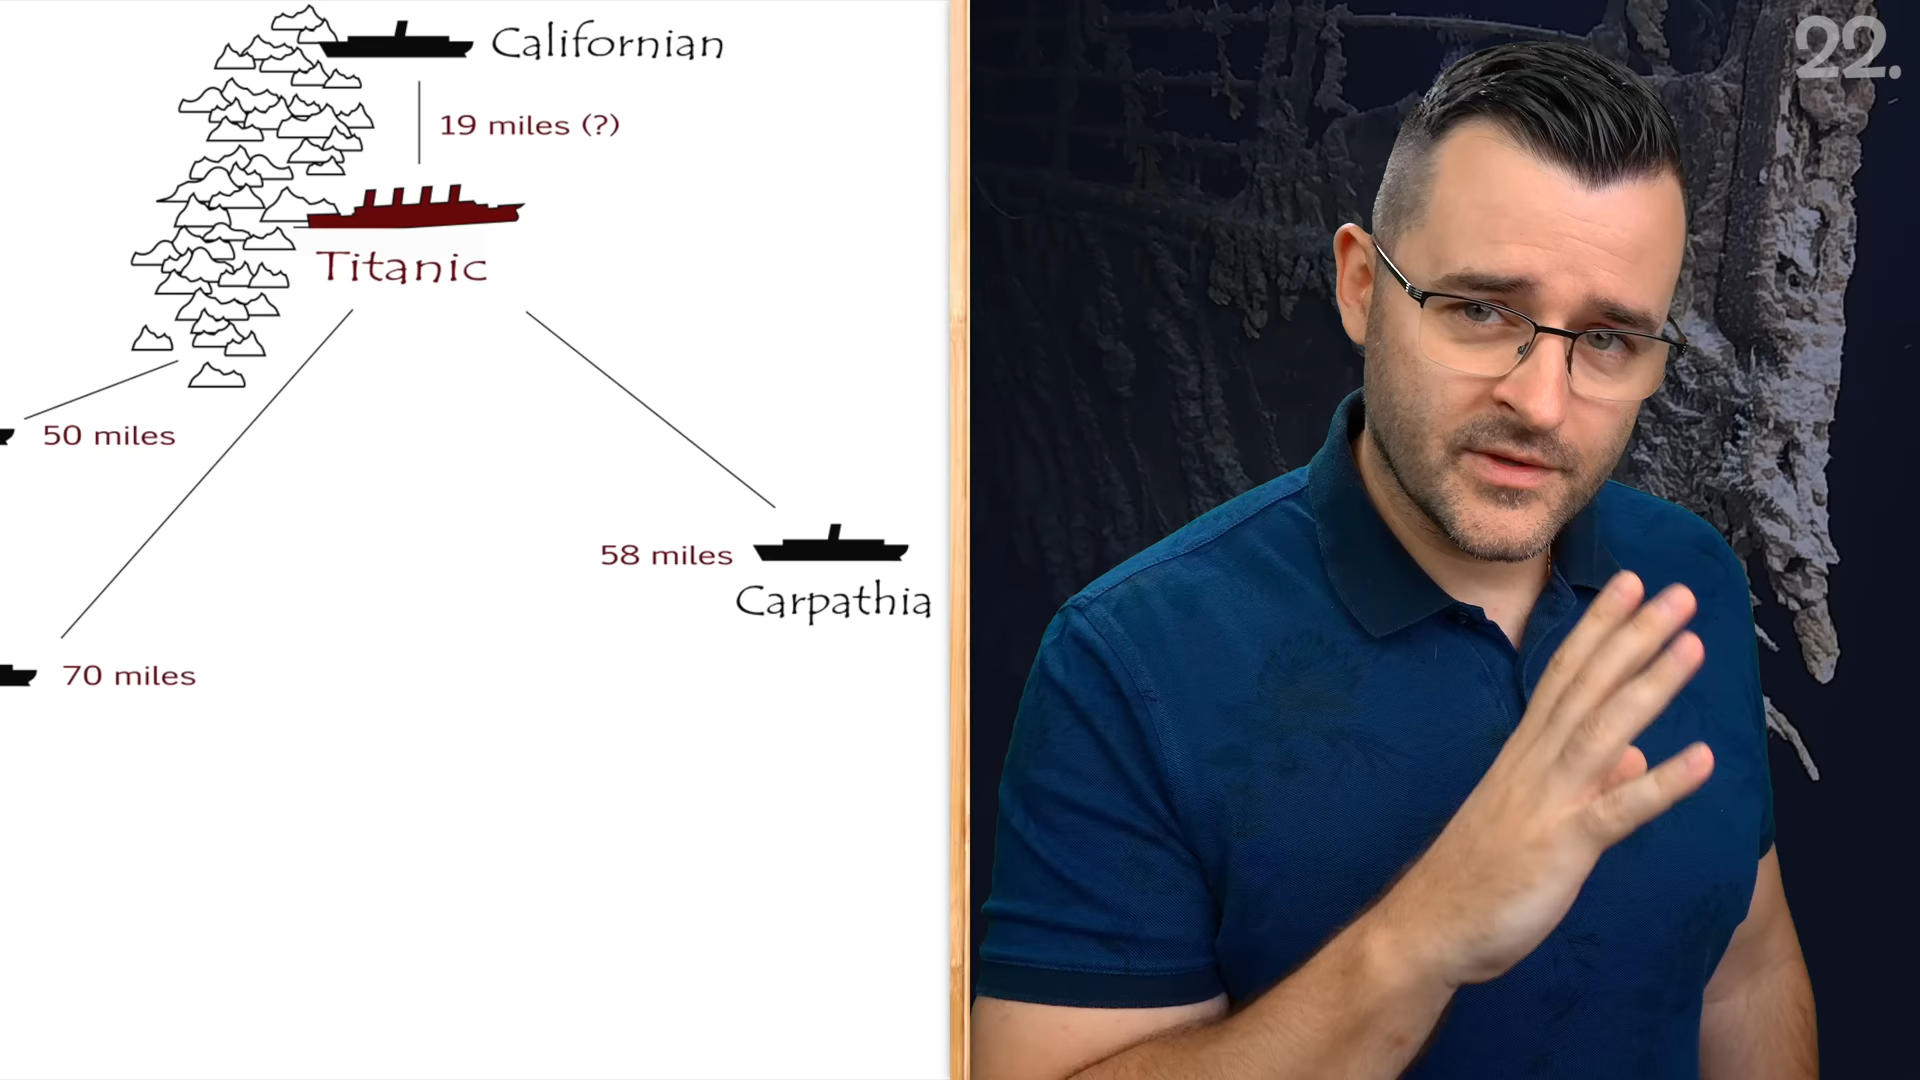 Californian
19 miles (?)
Titanic
50 miles
58 miles
Carpathia
70 miles
22.